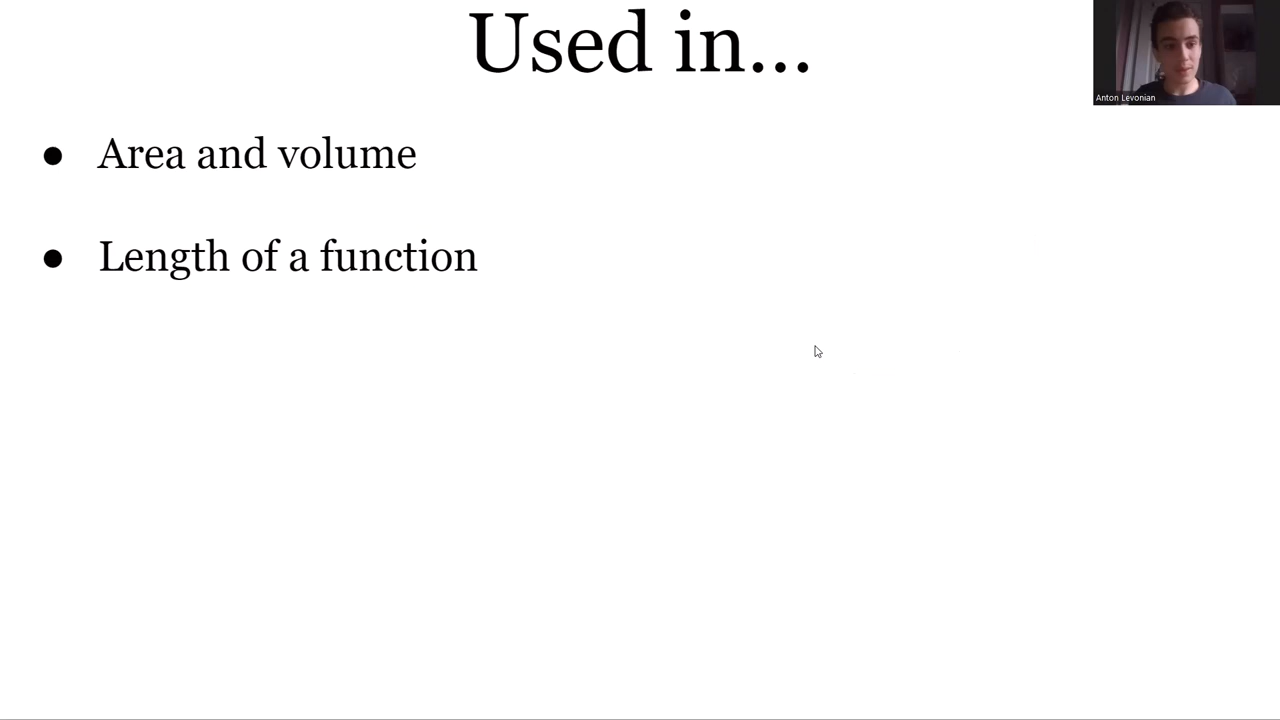 Used in...
Anton Levonian
● Area and volume
● Length of a function